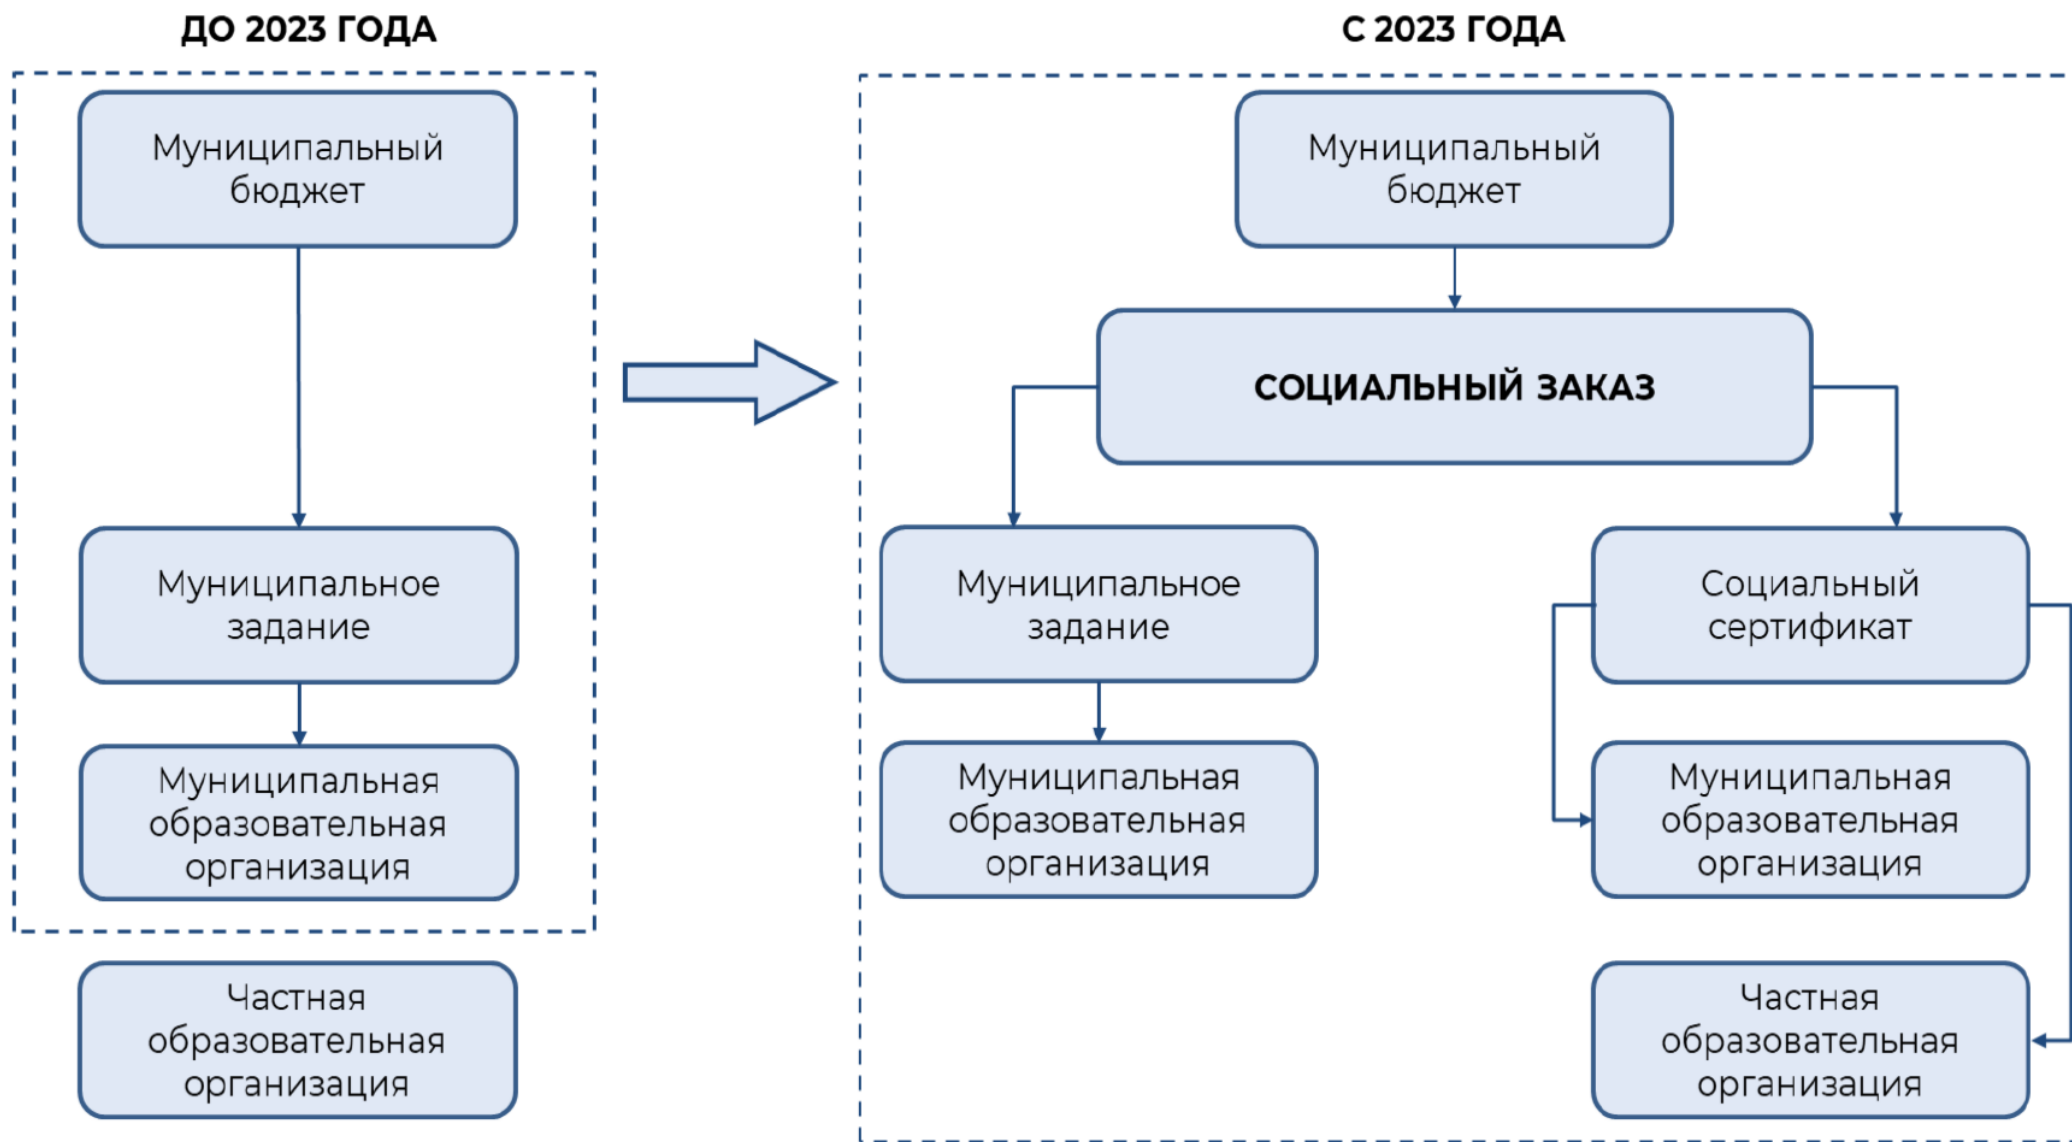 ДО 2023 ГОДА
Муниципальный
бюджет
Муниципальное
задание
Муниципальная
образовательная
организация
Частная
образовательная
организация
С 2023 ГОДА
Муниципальный
бюджет
СОЦИАЛЬНЫЙ ЗАКАЗ
Муниципальное
задание
Муниципальная
образовательная
организация
Социальный
сертификат
Муниципальная
образовательная
организация
Частная
образовательная
организация